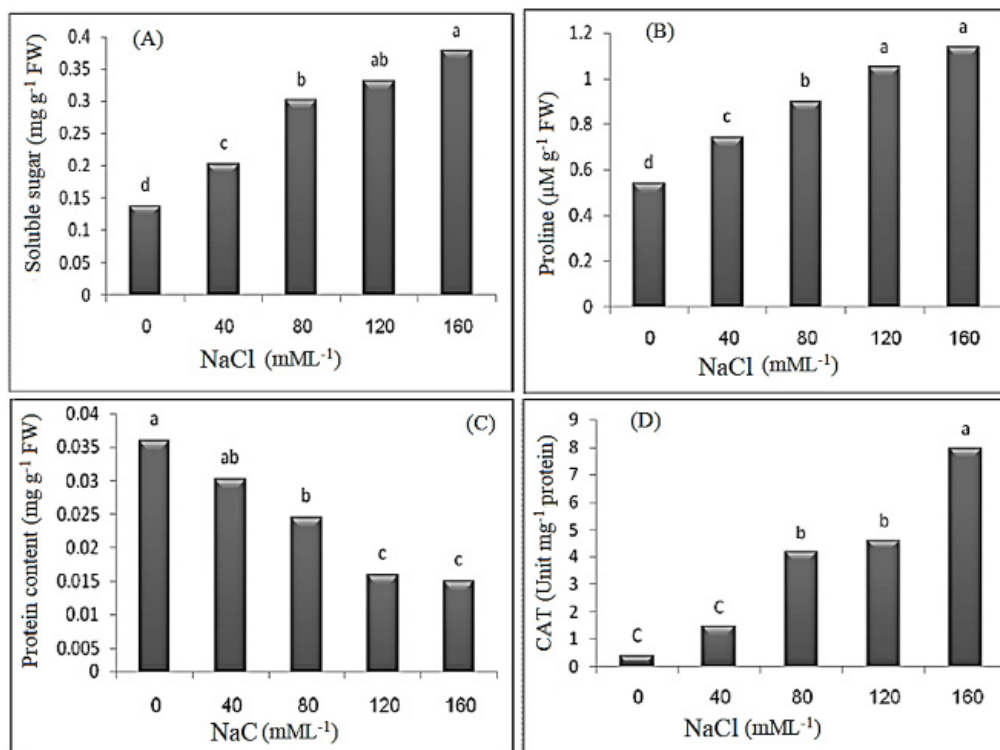 (A)
Soluble sugar (mg g⁻¹ FW)
0.4
0.35
0.3
0.25
0.2
0.15
0.1
0.05
0
d
c
b
ab
a
0 40 80 120 160
NaCl (mML⁻¹)
(B)
Proline (µM g⁻¹ FW)
1.2
1
0.8
0.6
0.4
0.2
0
d
c
b
a
a
0 40 80 120 160
NaCl (mML⁻¹)
(C)
Protein content (mg g⁻¹ FW)
0.04
0.035
0.03
0.025
0.02
0.015
0.005
0
a
ab
b
c
c
0 40 80 120 160
NaC (mML⁻¹)
(D)
CAT (Unit mg⁻¹ protein)
9
8
7
6
5
4
3
2
1
0
C
C
b
b
a
0 40 80 120 160
NaCl (mML⁻¹)